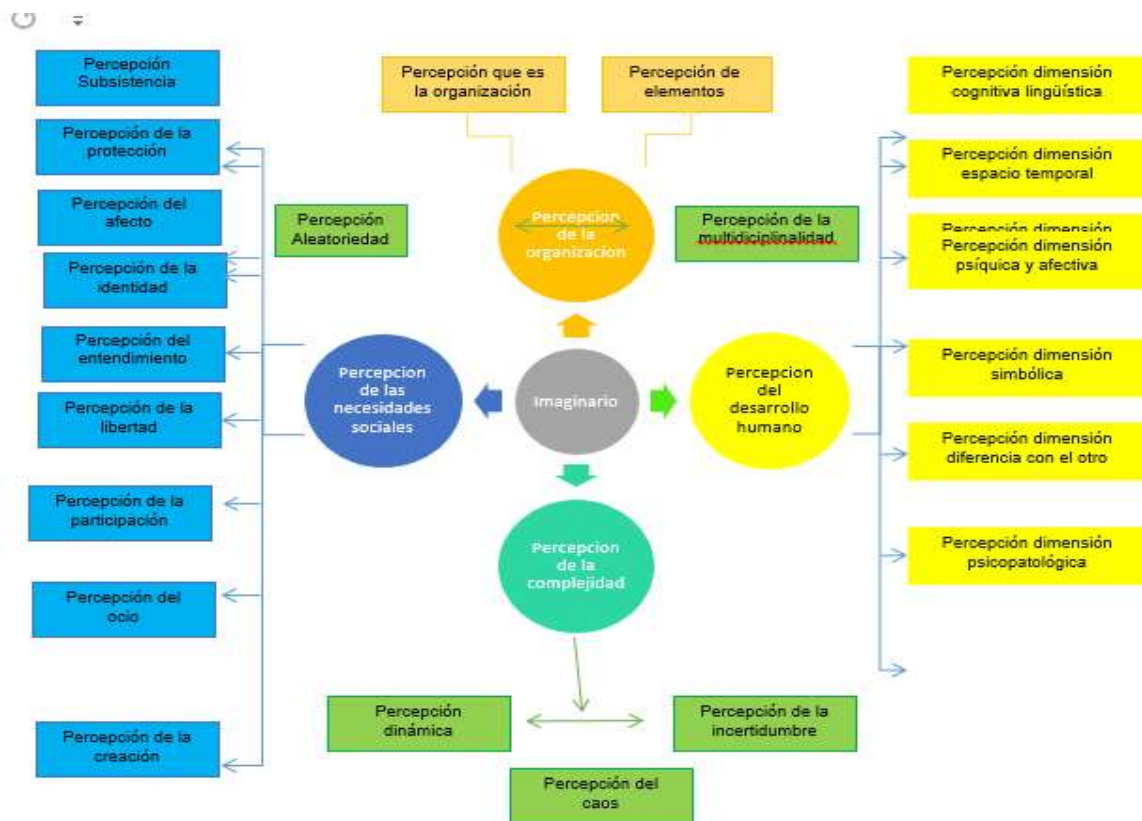 Percepción
Subsistencia
Percepción de la
protección
Percepción del
afecto
Percepción de la
identidad
Percepción del
entendimiento
Percepción de la
libertad
Percepción de la
participación
Percepción del
ocio
Percepción de la
creación
Percepción que es
la organización
Percepción de
elementos
Percepción
Aleatoriedad
Percepcion
de la
organizacion
Percepción de la
multidiciplinalidad
Percepcion
de las
necesidades
sociales
Imaginario
Percepcion
del
desarrollo
humano
Percepcion
de la
complejidad
Percepción
dinámica
Percepción de la
incertidumbre
Percepción del
caos
Percepción dimensión
cognitiva lingüística
Percepción dimensión
espacio temporal
Percepción dimensión
Percepción dimensión
psíquica y afectiva
Percepción dimensión
simbólica
Percepción dimensión
diferencia con el otro
Percepción dimensión
psicopatológica